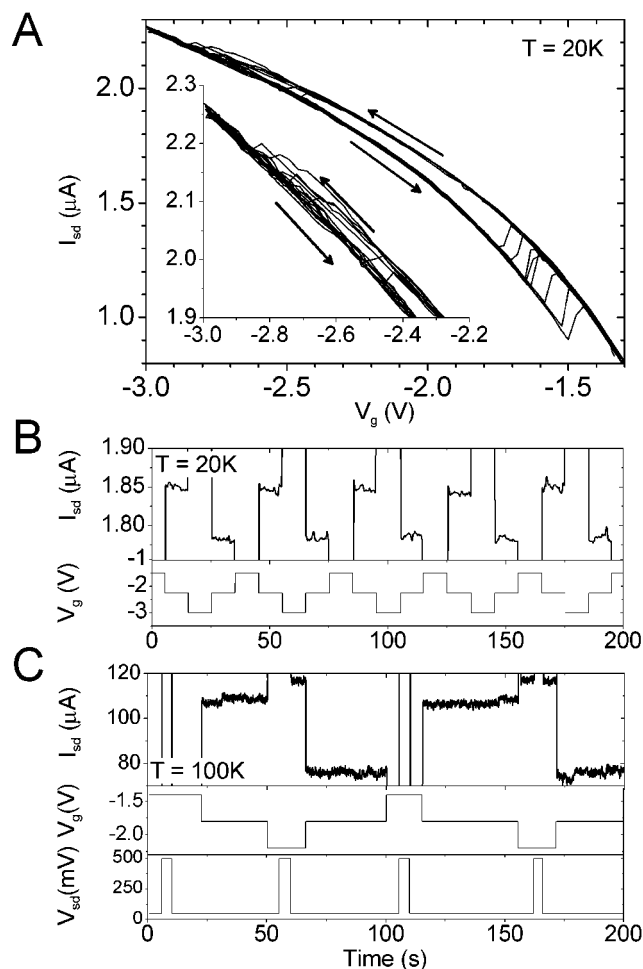 A
T = 20K
2.0
1.5
1.0
I_sd (µA)
2.3
2.2
2.1
2.0
1.9
-3.0 -2.8 -2.6 -2.4 -2.2
-3.0 -2.5 -2.0 -1.5
V_g (V)
B
T = 20K
1.90
1.85
1.80
I_sd (µA)
-1
-2
-3
V_g (V)
0 50 100 150 200
C
120
100
80
I_sd (µA)
T = 100K
-1.5
-2.0
V_g(V)
500
250
0
V_sd(mV)
0 50 100 150 200
Time (s)